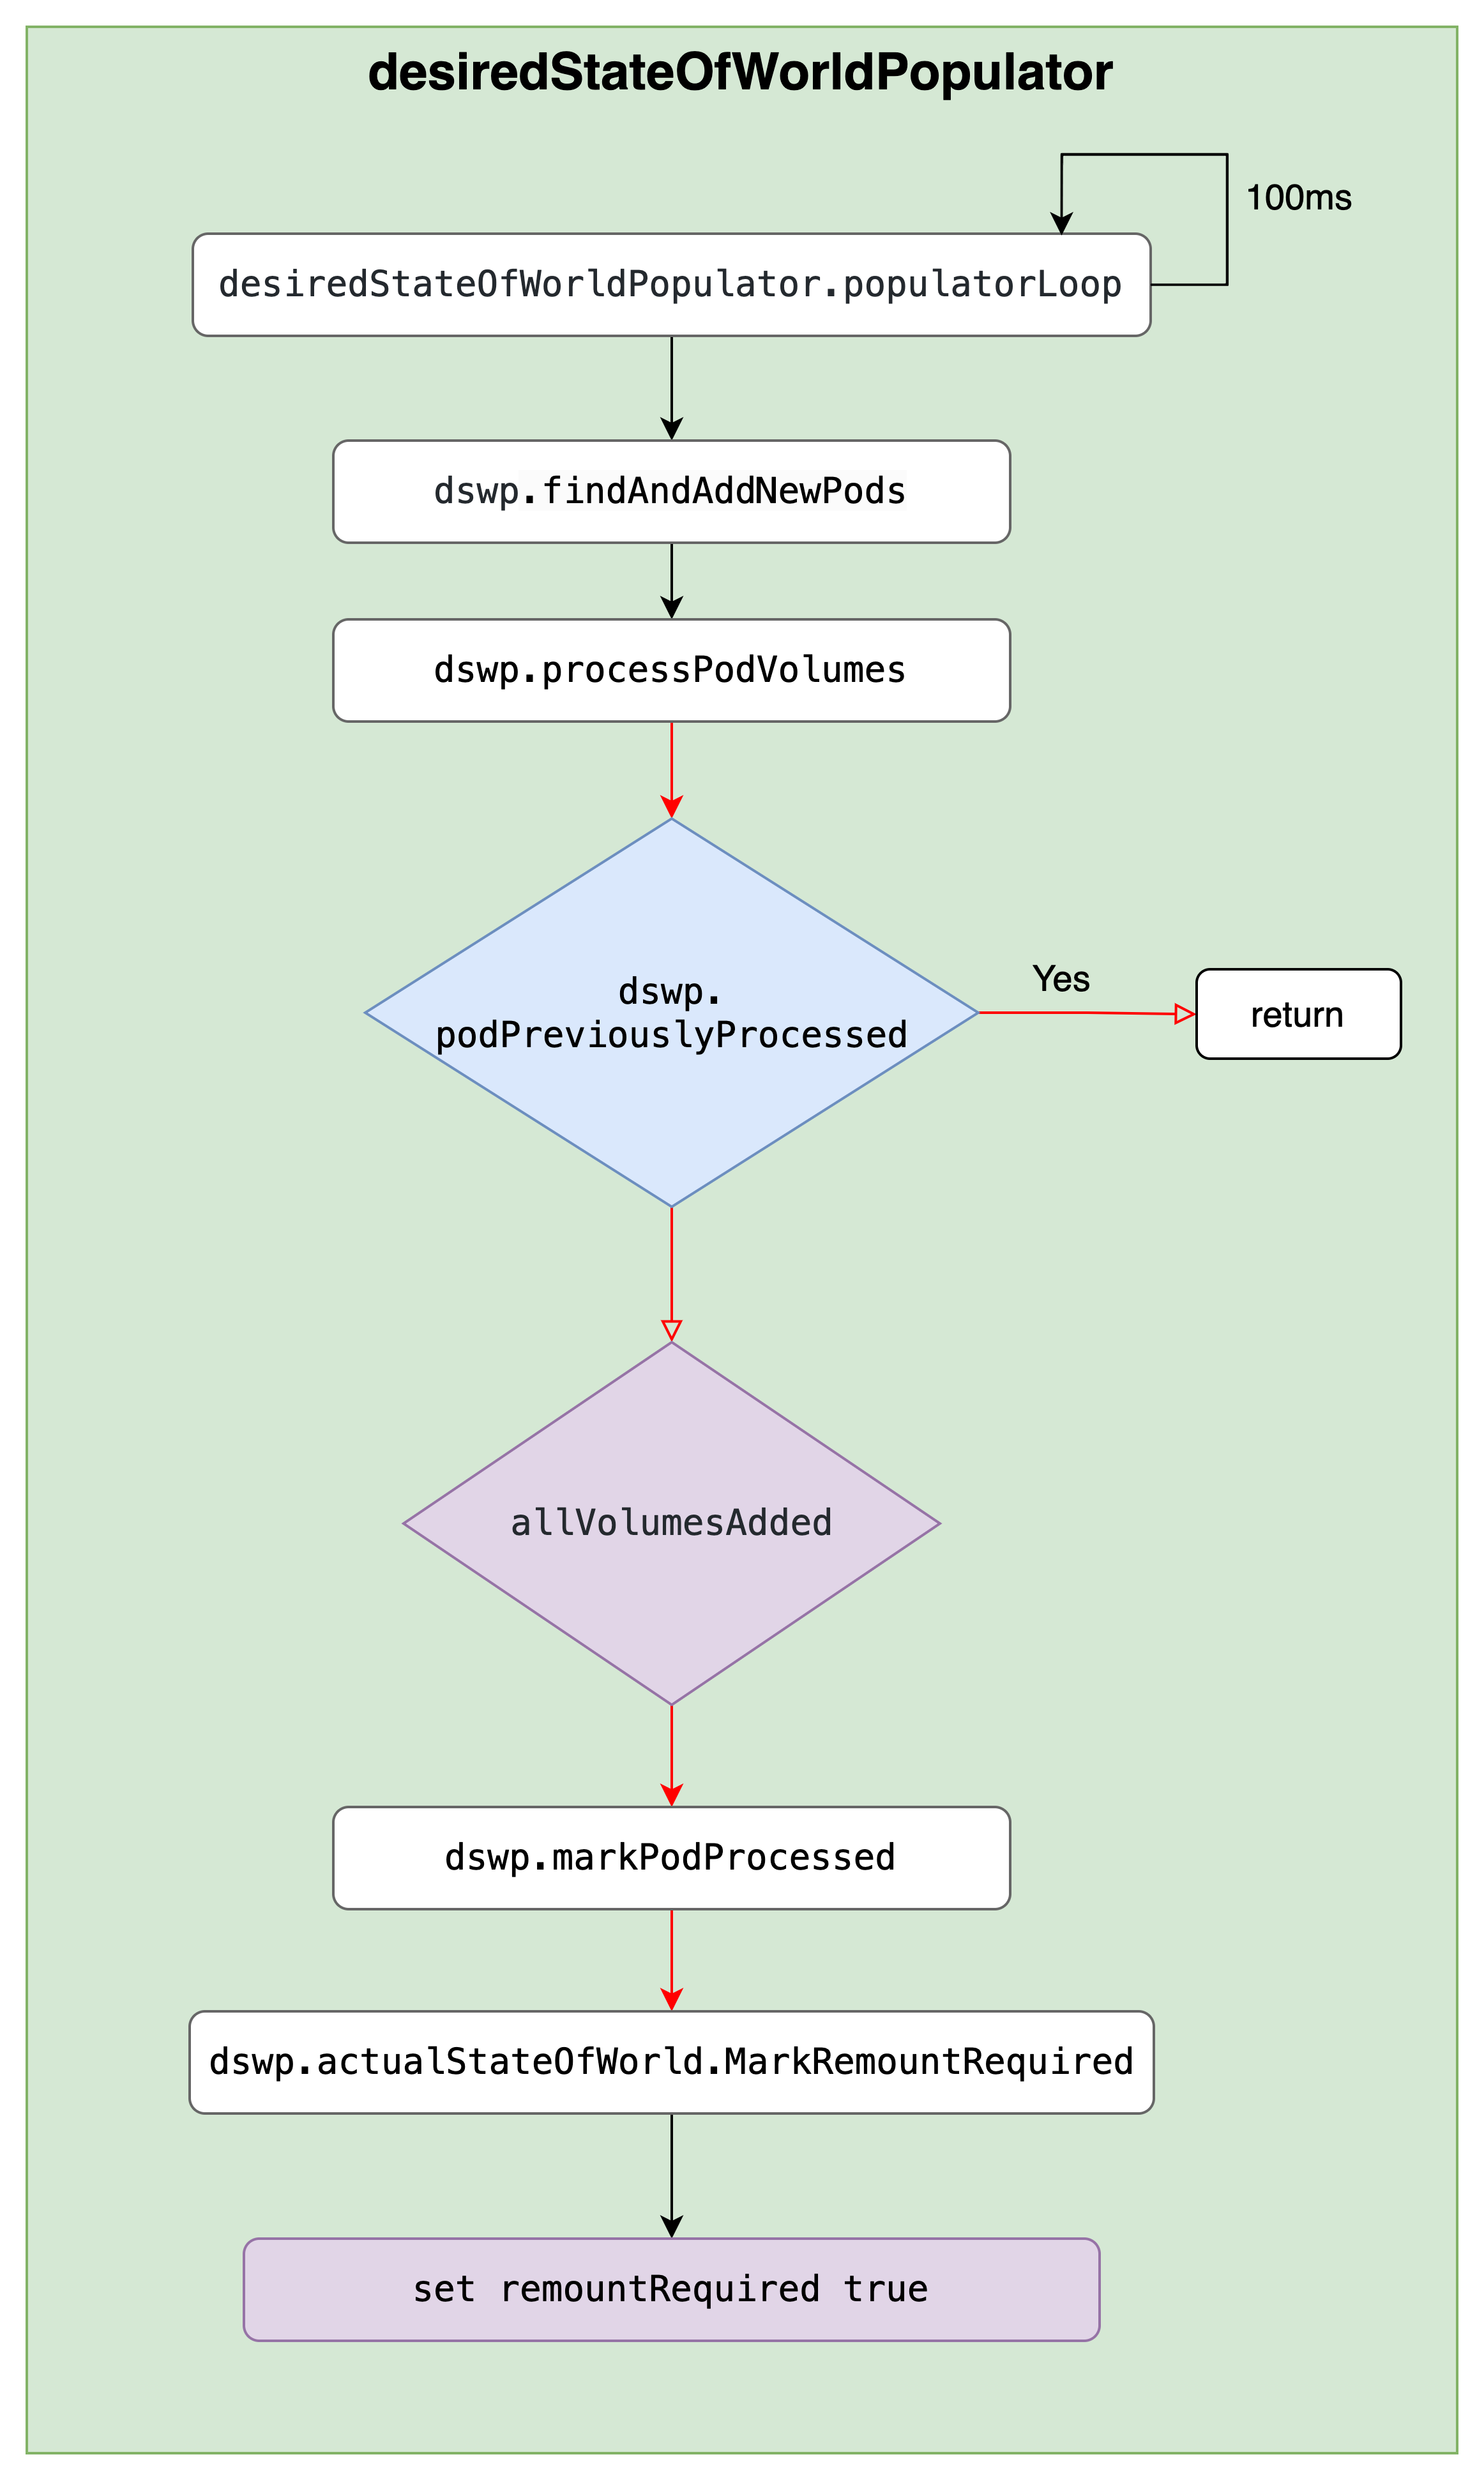 desiredStateOfWorldPopulator
100ms
desiredStateOfWorldPopulator.populatorLoop
dswp.findAndAddNewPods
dswp.processPodVolumes
dswp.
podPreviouslyProcessed
Yes
return
allVolumesAdded
dswp.markPodProcessed
dswp.actualStateOfWorld.MarkRemountRequired
set remountRequired true